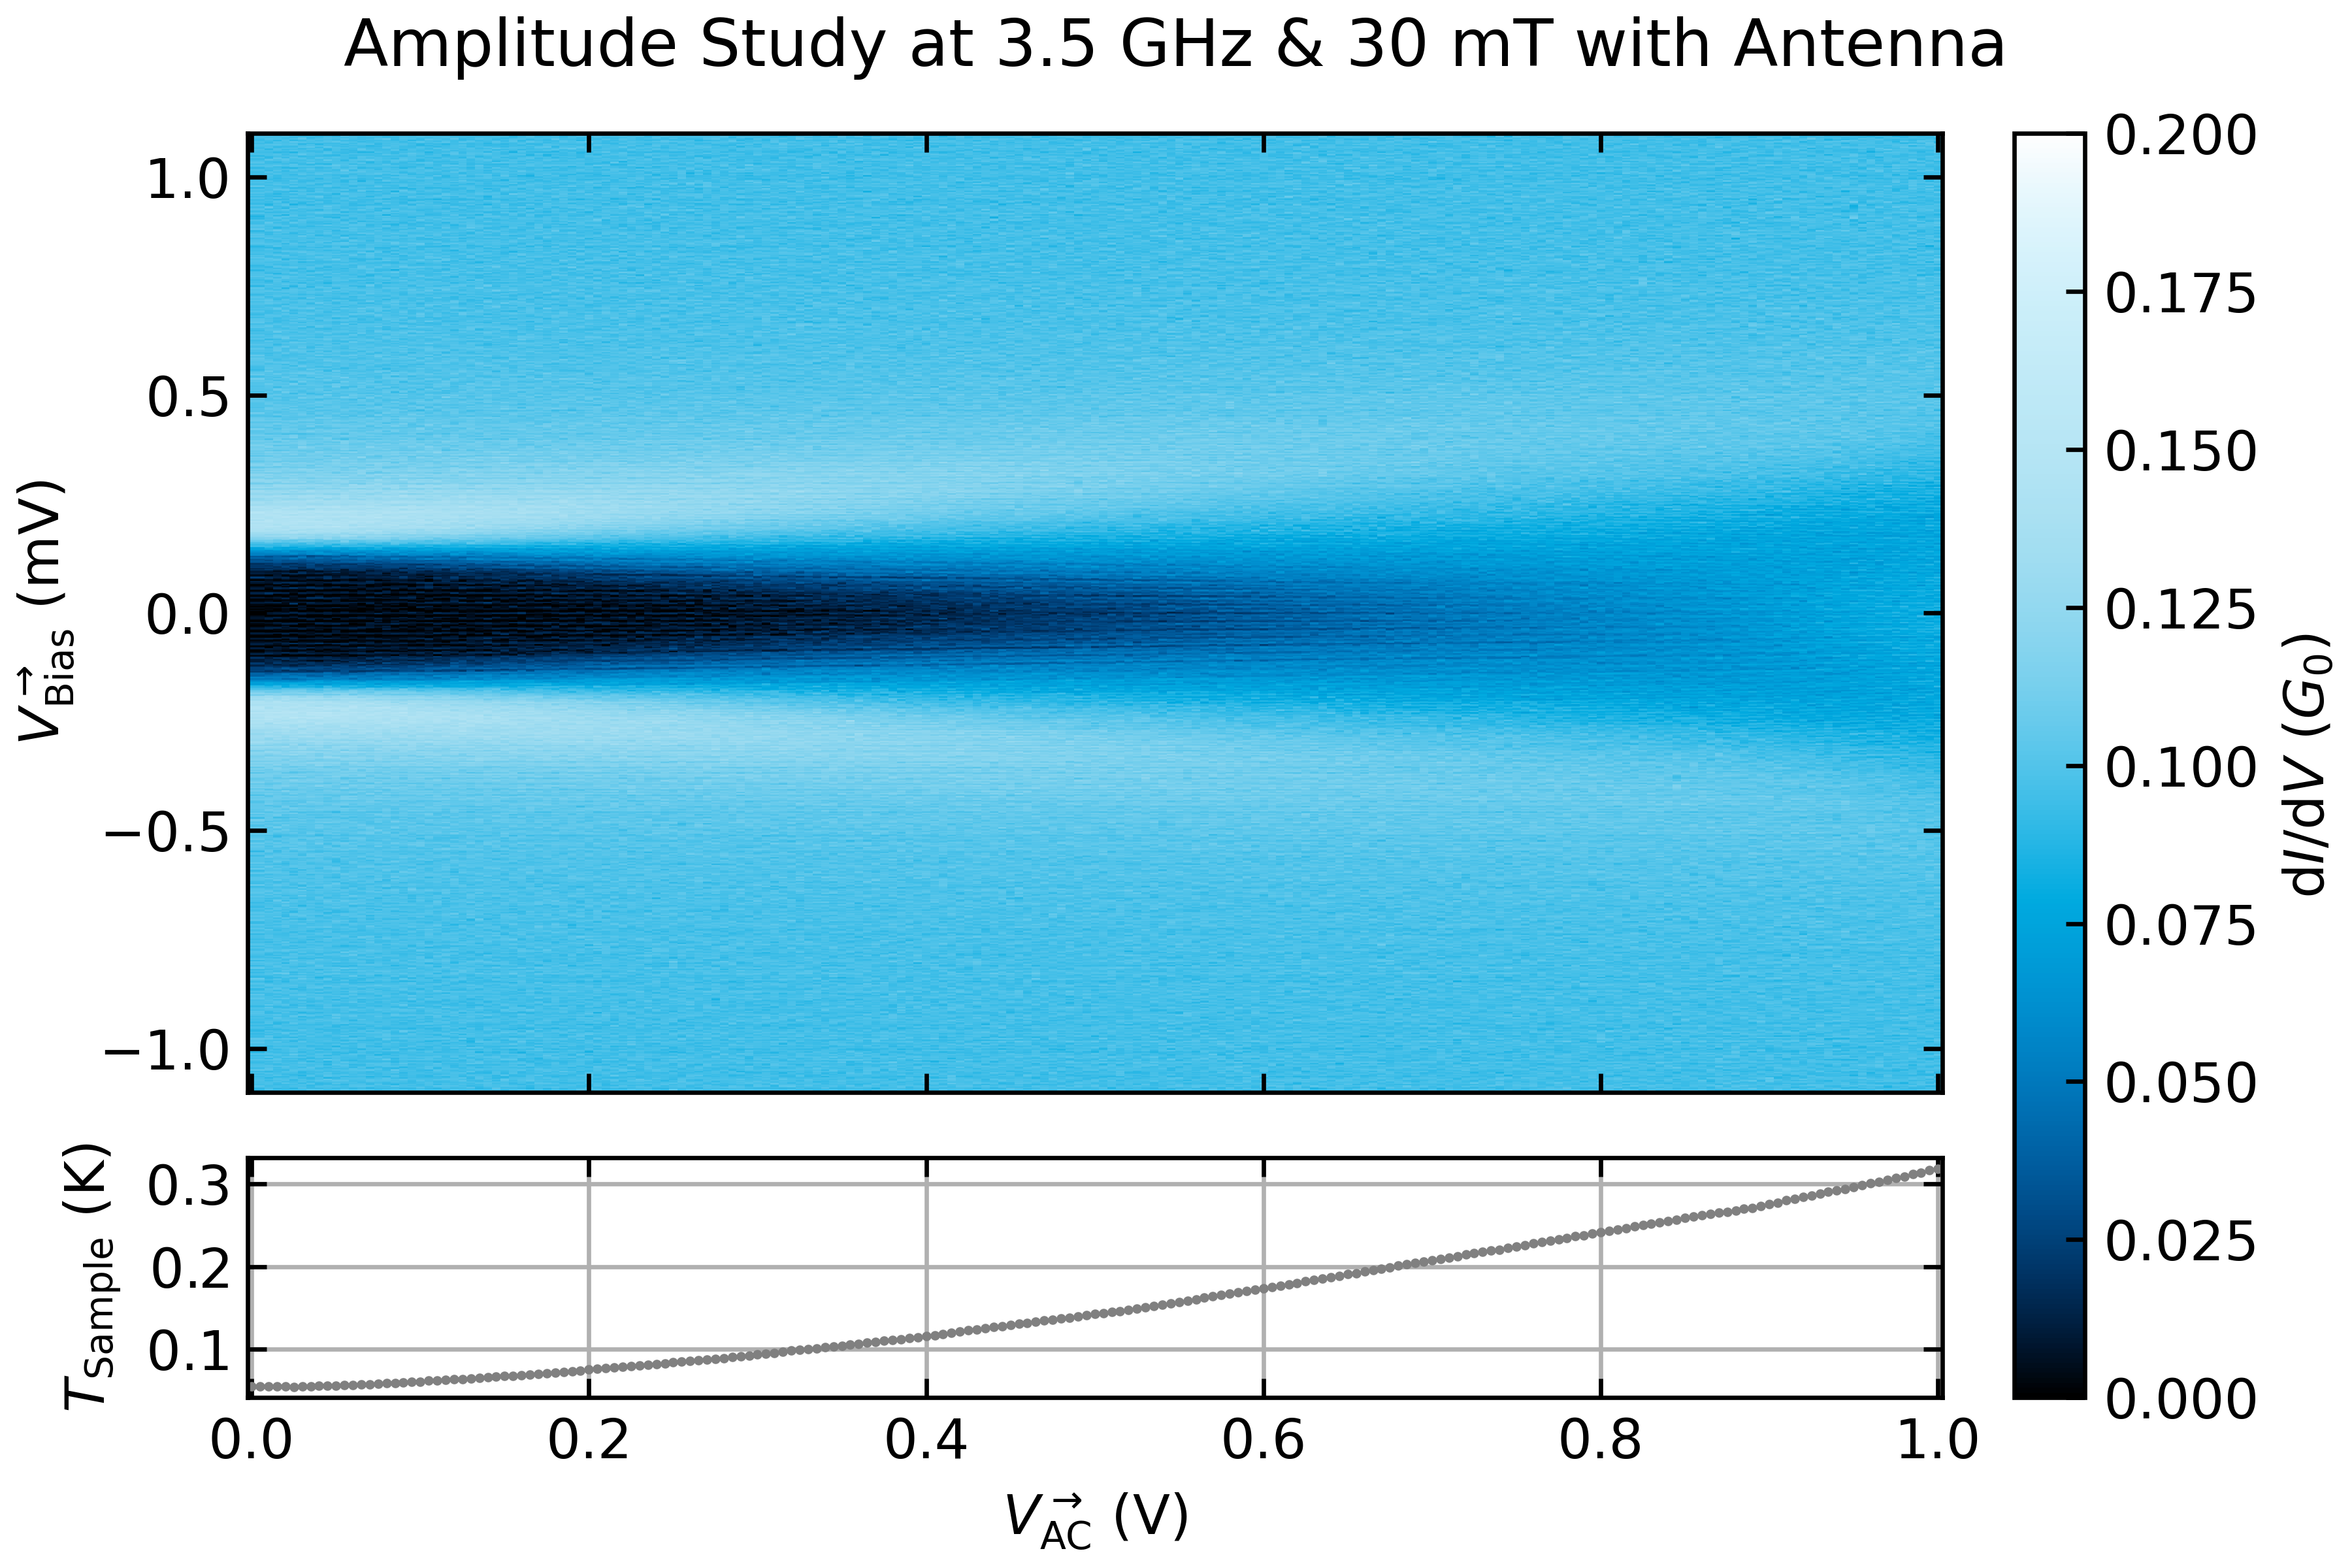 Amplitude Study at 3.5 GHz & 30 mT with Antenna
1.0
0.5
0.0
−0.5
−1.0
V→Bias (mV)
0.200
0.175
0.150
0.125
0.100
0.075
0.050
0.025
0.000
dI/dV (G0)
0.3
0.2
0.1
TSample (K)
0.0 0.2 0.4 0.6 0.8 1.0
V→AC (V)